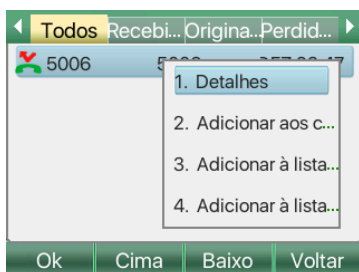 Todos Recebi... Origina... Perdid...
5006
1. Detalhes
2. Adicionar aos c...
3. Adicionar à lista...
4. Adicionar à lista...
Ok Cima Baixo Voltar